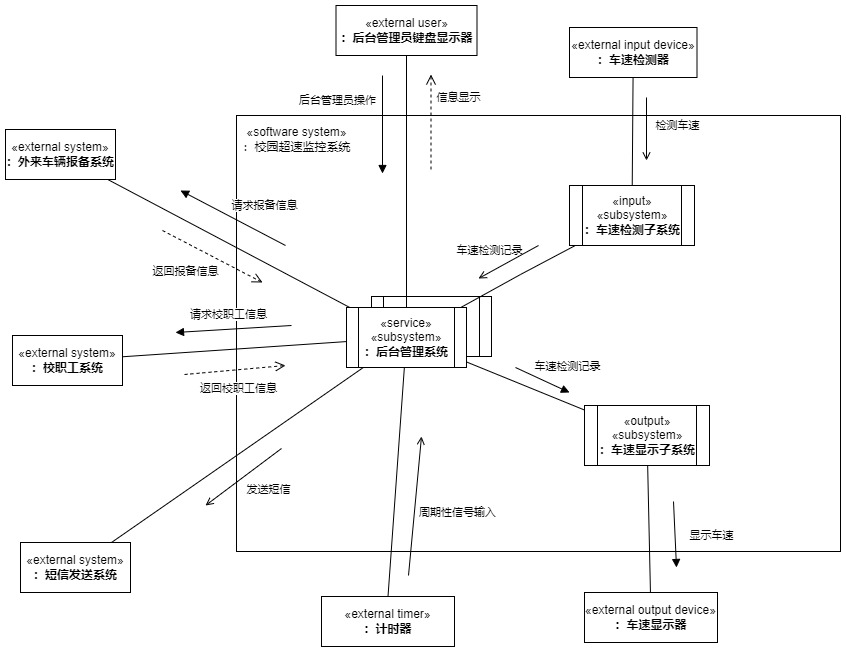 «external user»
：后台管理员键盘显示器
«external input device»
：车速检测器
后台管理员操作
信息显示
检测车速
«software system»
：校园超速监控系统
«external system»
：外来车辆报备系统
«input»
«subsystem»
：车速检测子系统
请求报备信息
车速检测记录
返回报备信息
请求校职工信息
«service»
«subsystem»
：后台管理系统
«external system»
：校职工系统
返回校职工信息
车速检测记录
«output»
«subsystem»
：车速显示子系统
发送短信
周期性信号输入
显示车速
«external system»
：短信发送系统
«external timer»
：计时器
«external output device»
：车速显示器